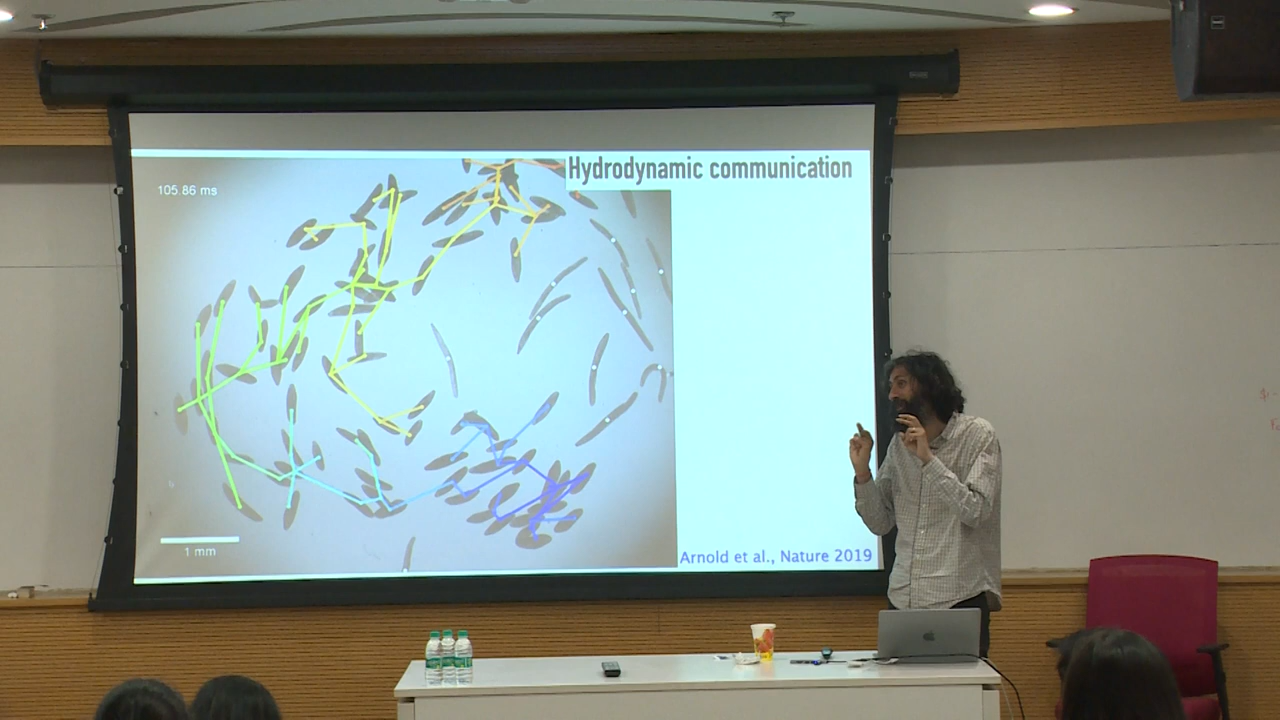 Hydrodynamic communication
105.86 ms
1 mm
Arnold et al., Nature 2019